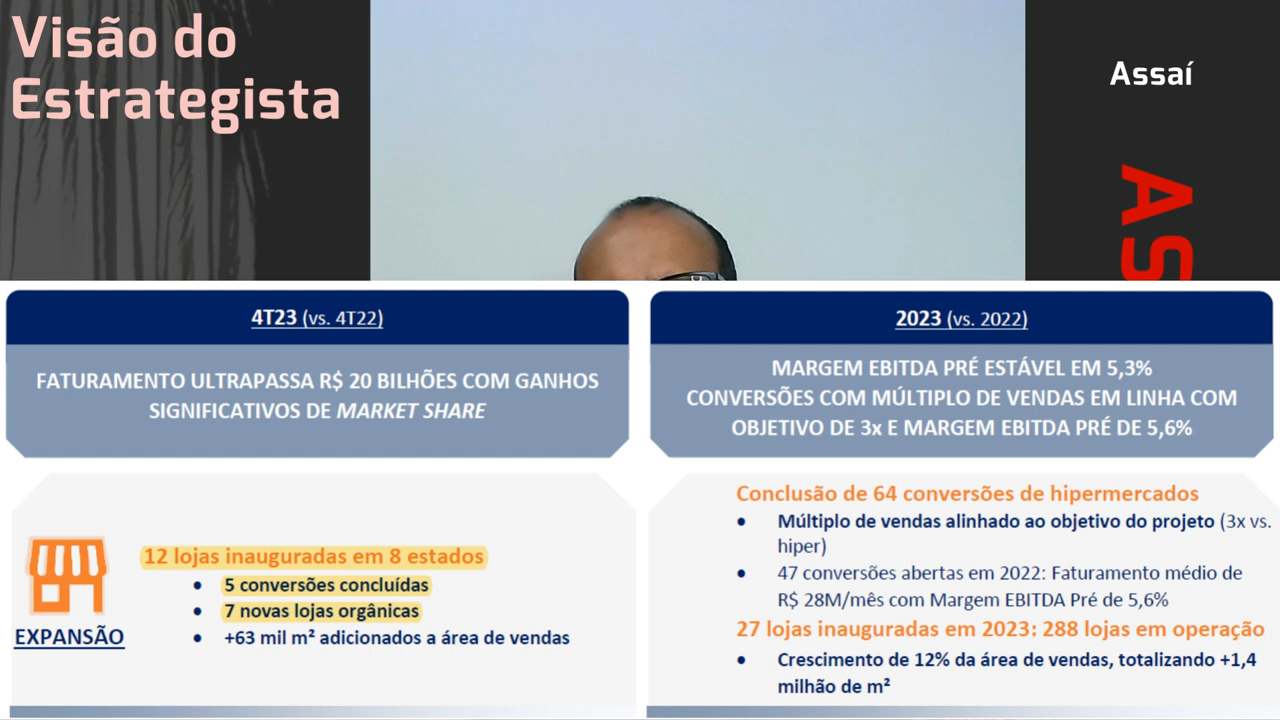 Visão do
Estrategista
Assaí
AS
4T23 (vs. 4T22)
FATURAMENTO ULTRAPASSA R$ 20 BILHÕES COM GANHOS
SIGNIFICATIVOS DE MARKET SHARE
EXPANSÃO
12 lojas inauguradas em 8 estados
• 5 conversões concluídas
• 7 novas lojas orgânicas
• +63 mil m² adicionados a área de vendas
2023 (vs. 2022)
MARGEM EBITDA PRÉ ESTÁVEL EM 5,3%
CONVERSÕES COM MÚLTIPLO DE VENDAS EM LINHA COM
OBJETIVO DE 3x E MARGEM EBITDA PRÉ DE 5,6%
Conclusão de 64 conversões de hipermercados
• Múltiplo de vendas alinhado ao objetivo do projeto (3x vs.
hiper)
• 47 conversões abertas em 2022: Faturamento médio de
R$ 28M/mês com Margem EBITDA Pré de 5,6%
27 lojas inauguradas em 2023: 288 lojas em operação
• Crescimento de 12% da área de vendas, totalizando +1,4
milhão de m²